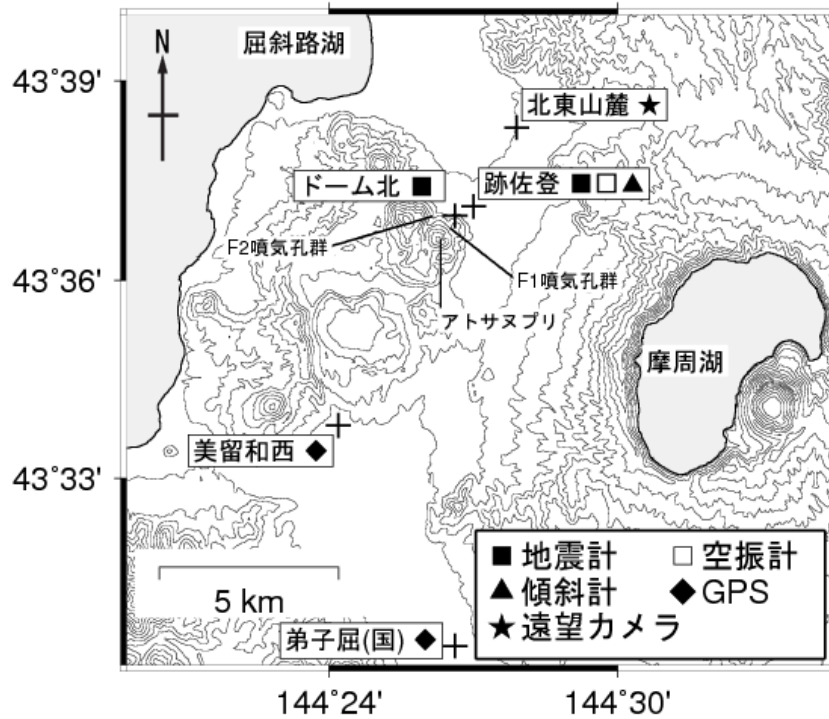 屈斜路湖
N
43°39'
北東山麓 ★
ドーム北 ■
跡佐登 ■□▲
F2噴気孔群
F1噴気孔群
43°36'
アトサヌプリ
摩周湖
美留和西 ◆
43°33'
■地震計 □空振計
▲傾斜計 ◆GPS
★遠望カメラ
5 km
弟子屈(国) ◆
144°24' 144°30'